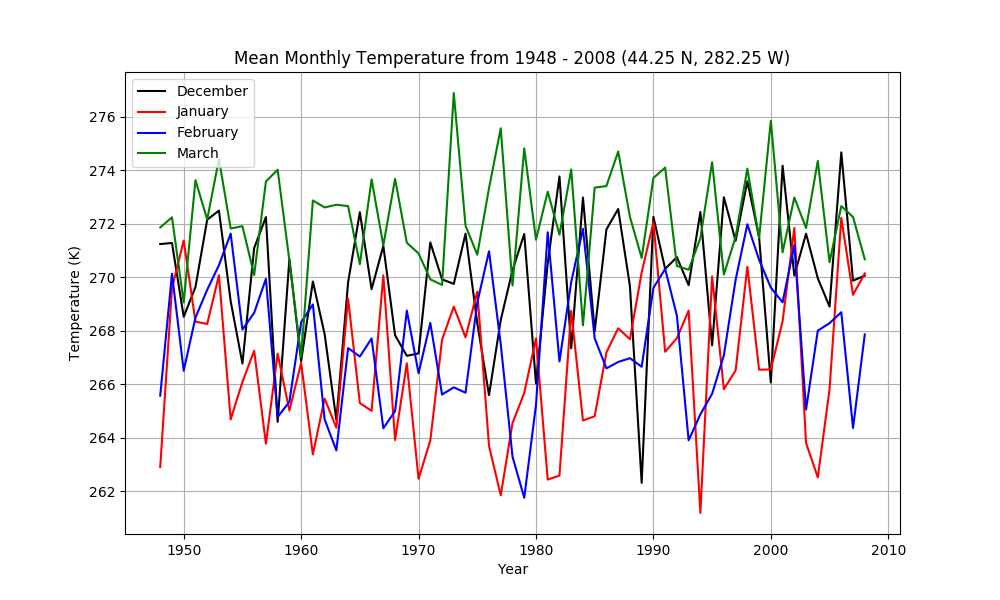 Mean Monthly Temperature from 1948 - 2008 (44.25 N, 282.25 W)
December
January
February
March
Temperature (K)
276
274
272
270
268
266
264
262
1950 1960 1970 1980 1990 2000 2010
Year